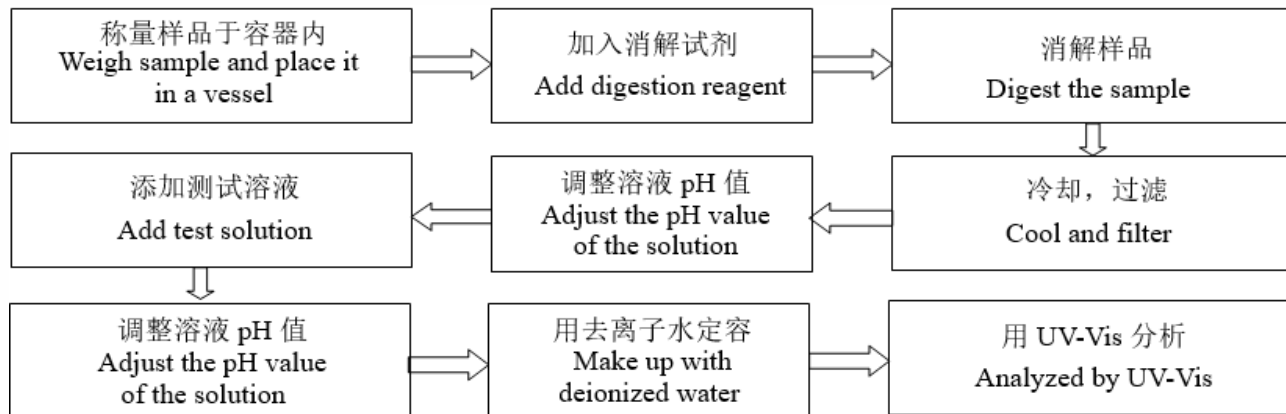 称量样品于容器内
Weigh sample and place it
in a vessel
加入消解试剂
Add digestion reagent
消解样品
Digest the sample
冷却，过滤
Cool and filter
调整溶液 pH 值
Adjust the pH value
of the solution
添加测试溶液
Add test solution
调整溶液 pH 值
Adjust the pH value
of the solution
用去离子水定容
Make up with
deionized water
用 UV-Vis 分析
Analyzed by UV-Vis